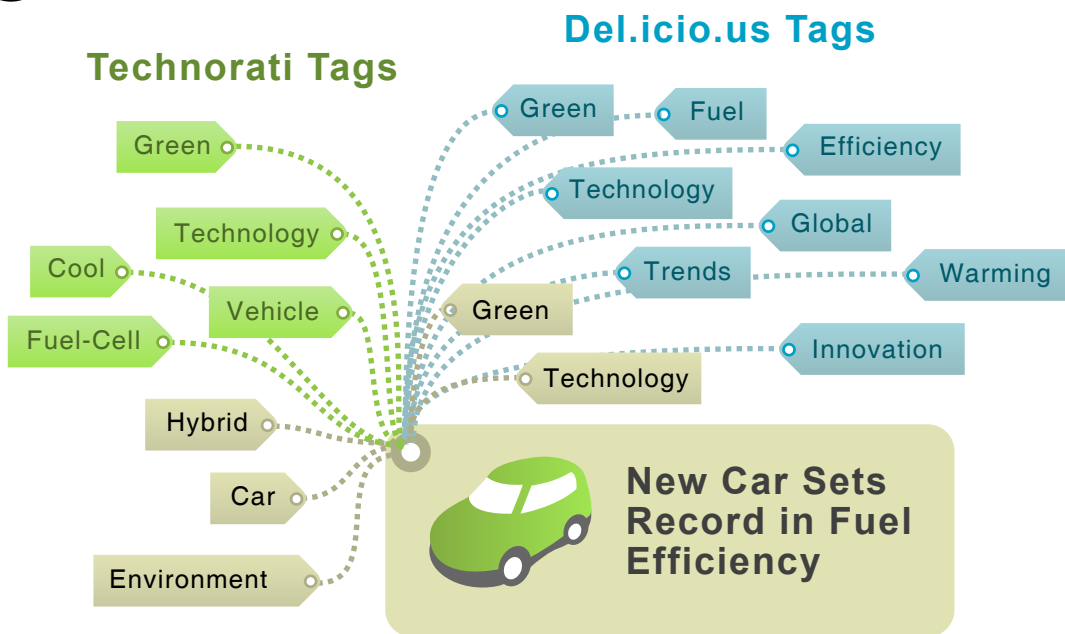 Del.icio.us Tags
Technorati Tags
Green
Fuel
Green
Efficiency
Technology
Technology
Global
Cool
Trends
Warming
Vehicle
Green
Fuel-Cell
Innovation
Technology
Hybrid
Car
Environment
New Car Sets
Record in Fuel
Efficiency